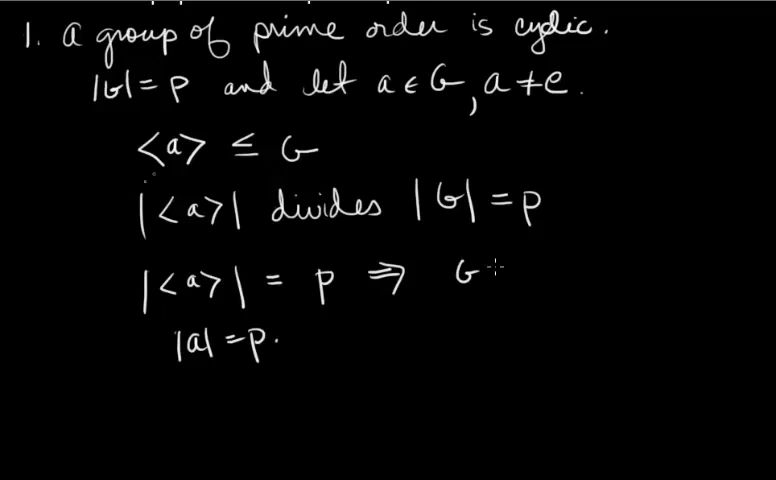 1. A group of prime order is cyclic.
|G| = p and let a ∈ G, a ≠ e.
<a> ≤ G
|<a>| divides |G| = p
|<a>| = p ⇒ G
|a| = p.